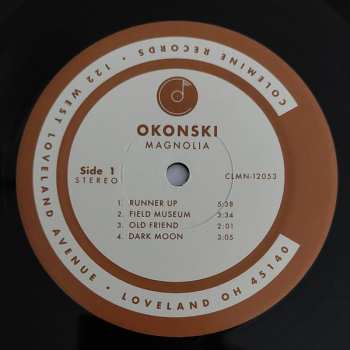 COLEMINE RECORDS • 122 WEST LOVELAND AVENUE • LOVELAND OH 45140
OKONSKI
MAGNOLIA
Side 1
STEREO
CLMN-12053
1. RUNNER UP 5:38
2. FIELD MUSEUM 3:34
3. OLD FRIEND 2:01
4. DARK MOON 3:05